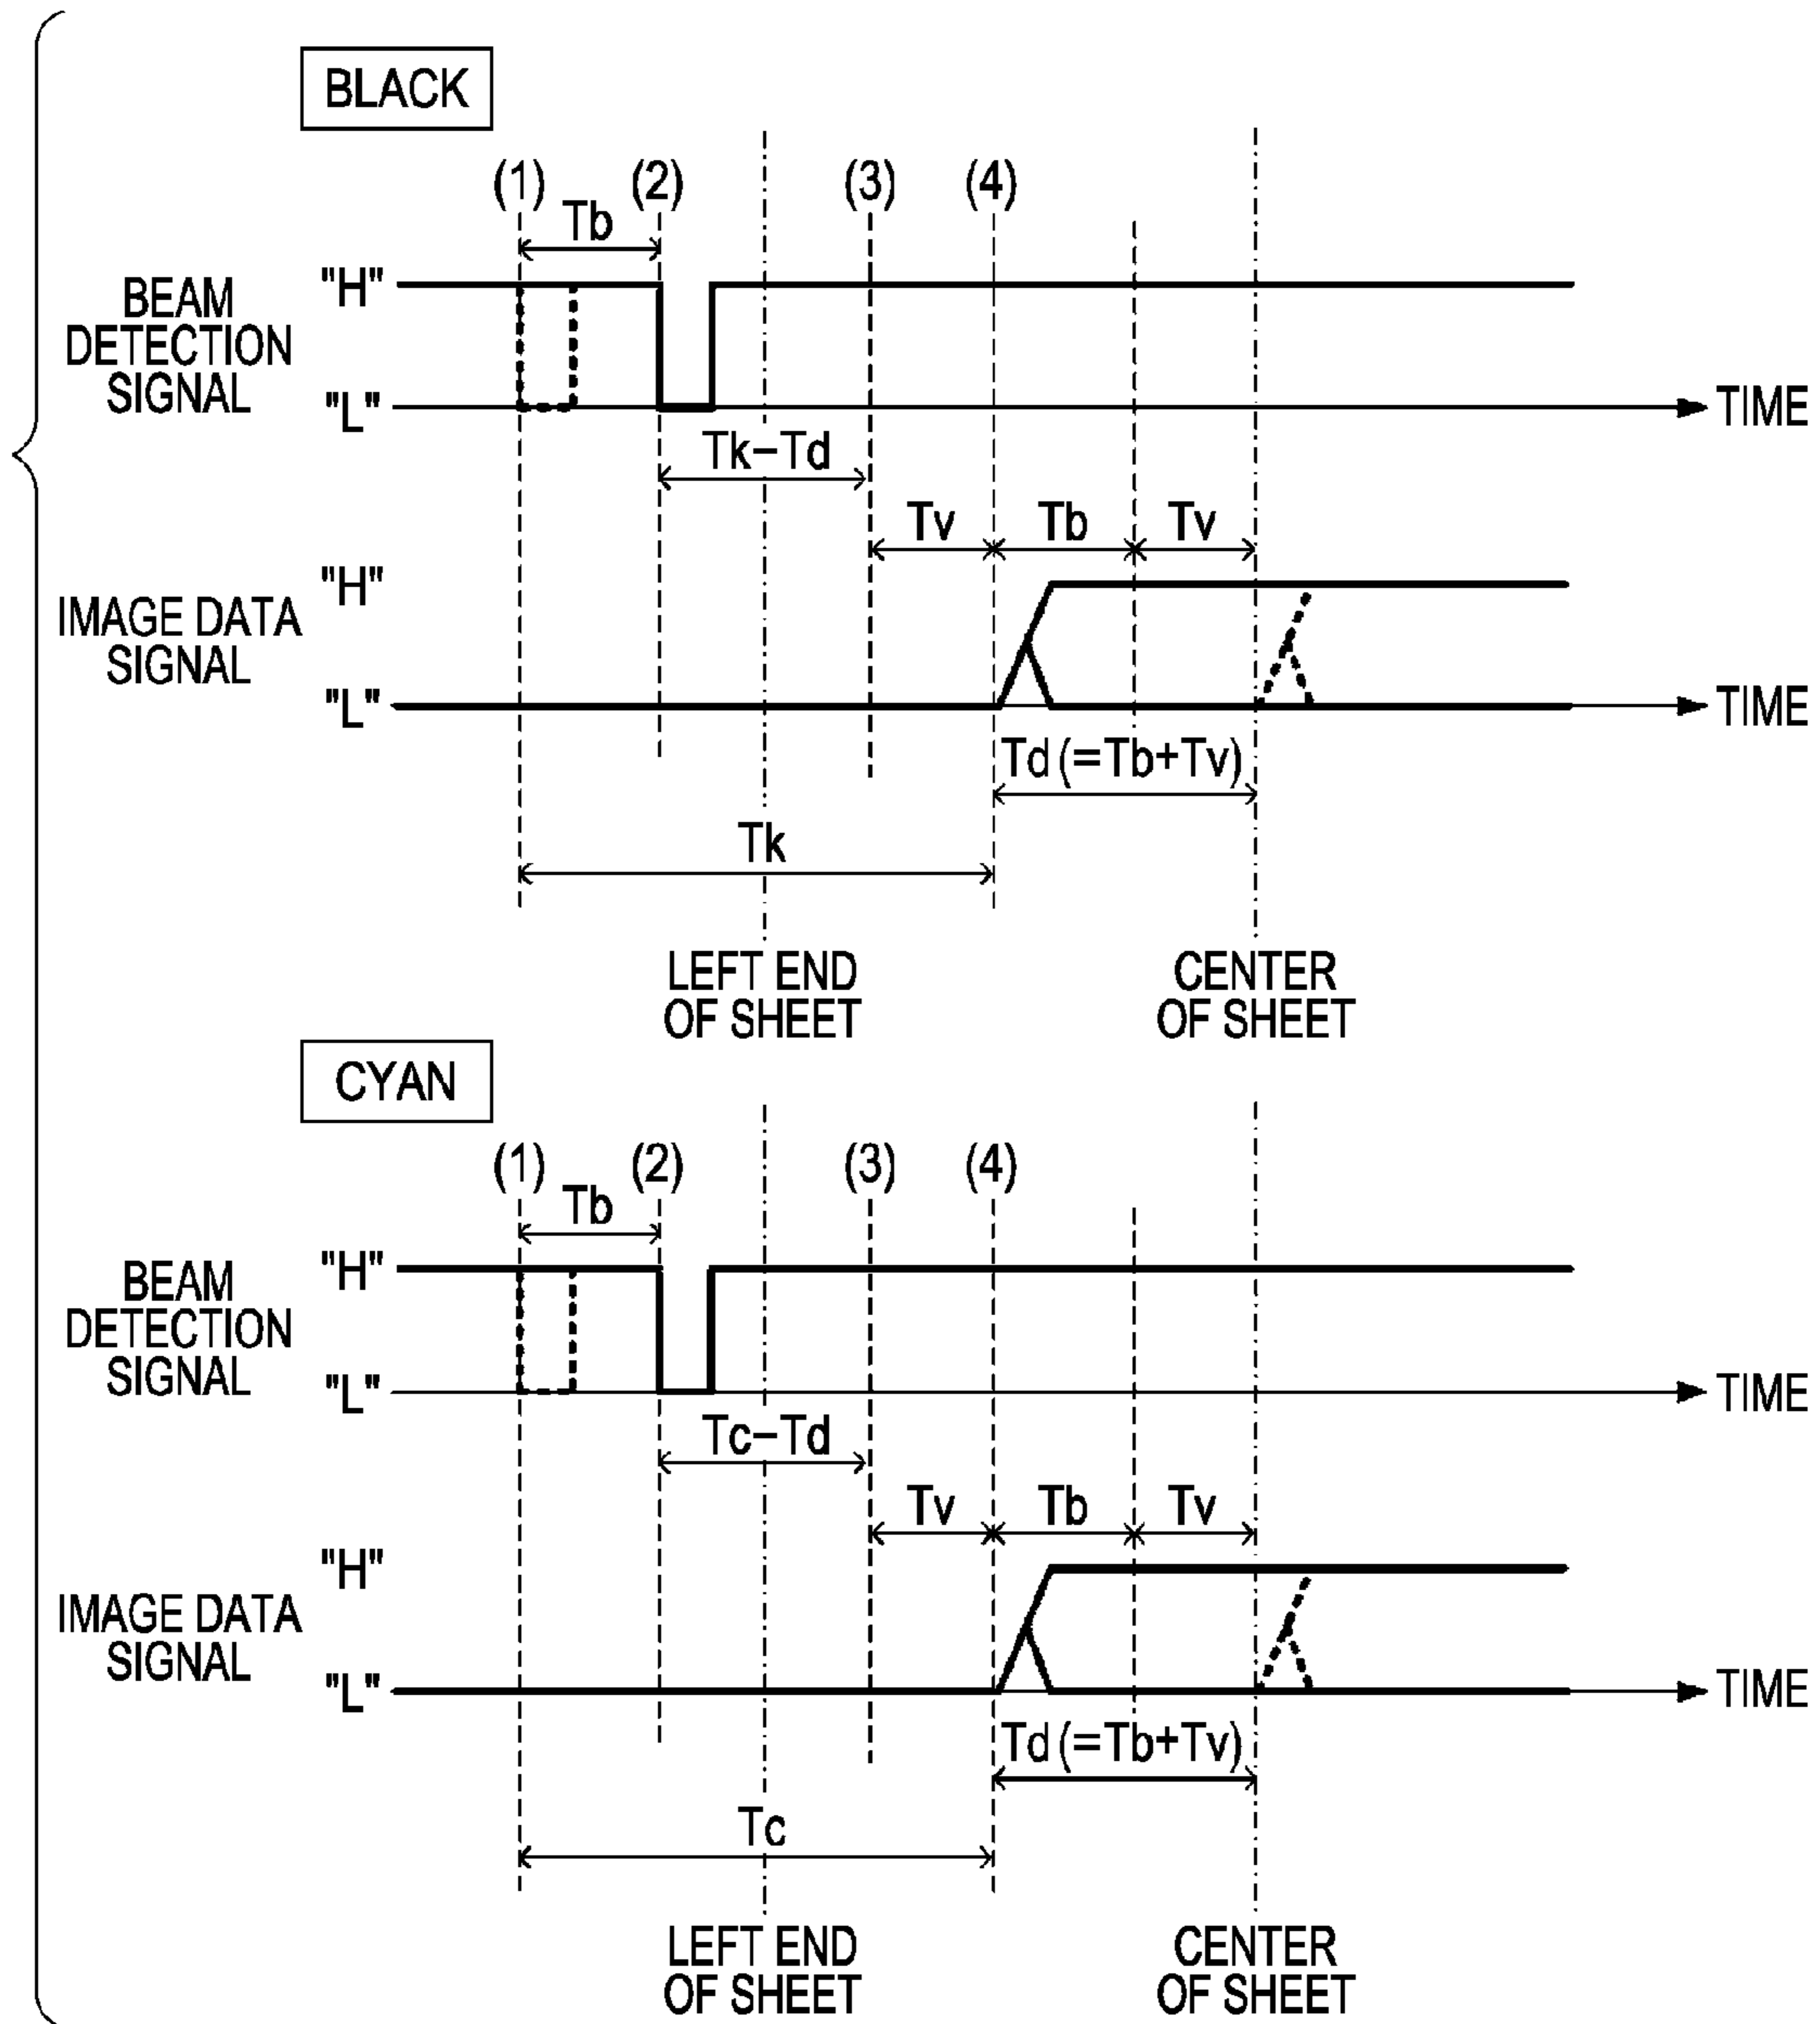 BLACK
(1) (2) (3) (4)
Tb
BEAM
DETECTION
SIGNAL
"H"
"L"
TIME
Tk-Td
Tv Tb Tv
IMAGE DATA
SIGNAL
"H"
"L"
TIME
Td (=Tb+Tv)
Tk
LEFT END
OF SHEET
CENTER
OF SHEET
CYAN
(1) (2) (3) (4)
Tb
BEAM
DETECTION
SIGNAL
"H"
"L"
TIME
Tc-Td
Tv Tb Tv
IMAGE DATA
SIGNAL
"H"
"L"
TIME
Td (=Tb+Tv)
Tc
LEFT END
OF SHEET
CENTER
OF SHEET